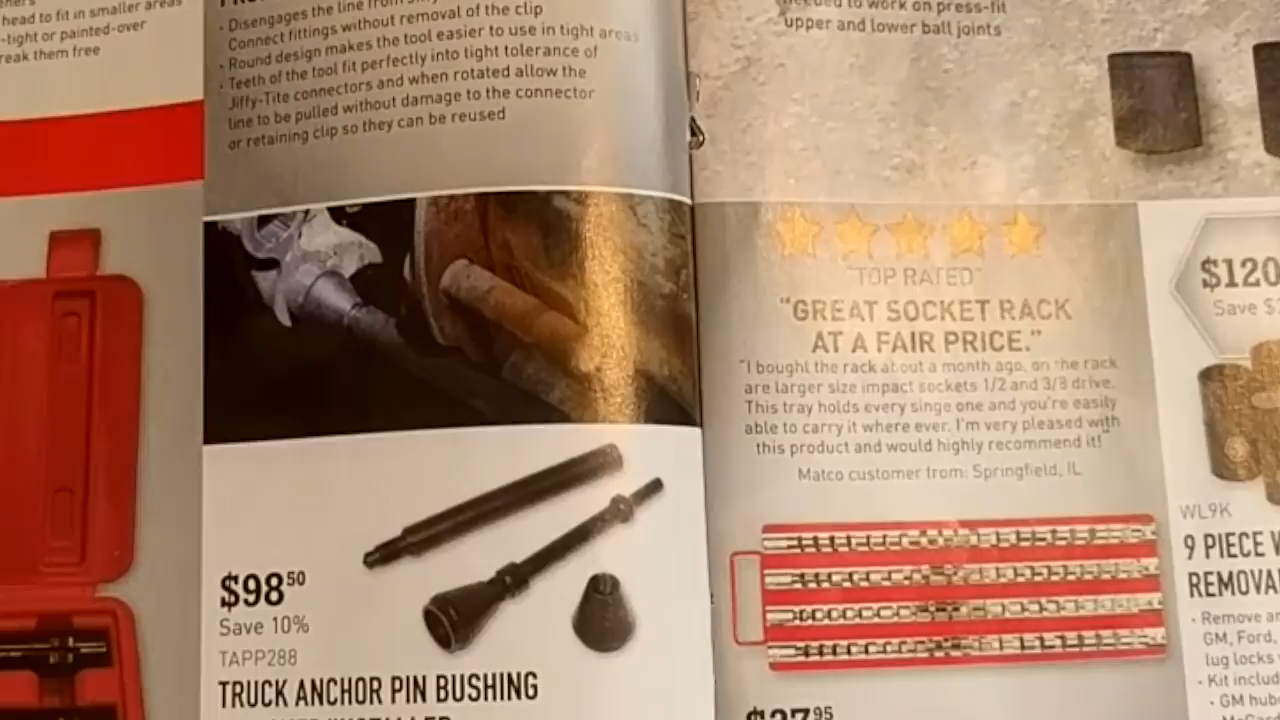 head to fit in smaller areas
-tight or painted-over
reak them free
· Disengages the line from
Connect fittings without removal of the clip
· Round design makes the tool easier to use in tight areas
· Teeth of the tool fit perfectly into tight tolerance of
Jiffy-Tite connectors and when rotated allow the
line to be pulled without damage to the connector
or retaining clip so they can be reused
$98 50
Save 10%
TAPP288
TRUCK ANCHOR PIN BUSHING
to work on press-fit
upper and lower ball joints
"TOP RATED"
"GREAT SOCKET RACK
AT A FAIR PRICE."
"I bought the rack about a month ago, on the rack
are larger size impact sockets 1/2 and 3/8 drive.
This tray holds every singe one and you're easily
able to carry it where ever. I'm very pleased with
this product and would highly recommend it!"
Matco customer from: Springfield, IL
$37 95
$120
Save $
WL9K
9 PIECE W
REMOVA
· Remove
GM, Ford,
lug locks
· Kit includ
· GM hub